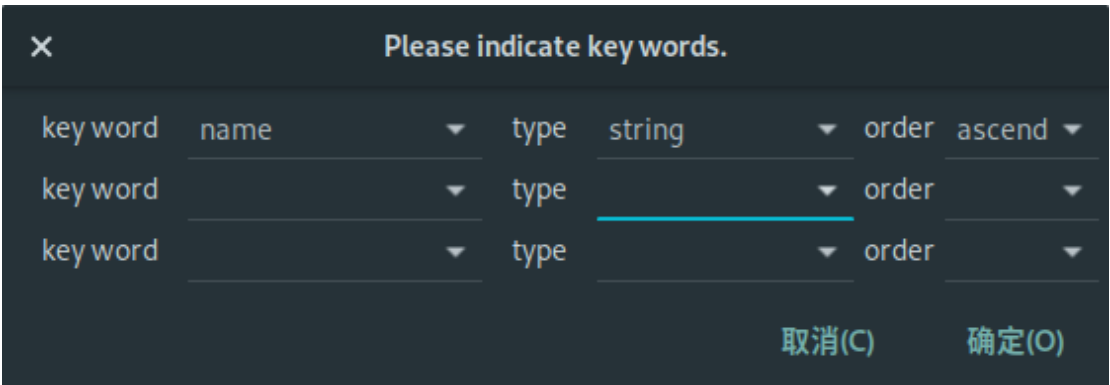 Please indicate key words.
key word name type string order ascend
key word type order
key word type order
取消(C) 确定(O)